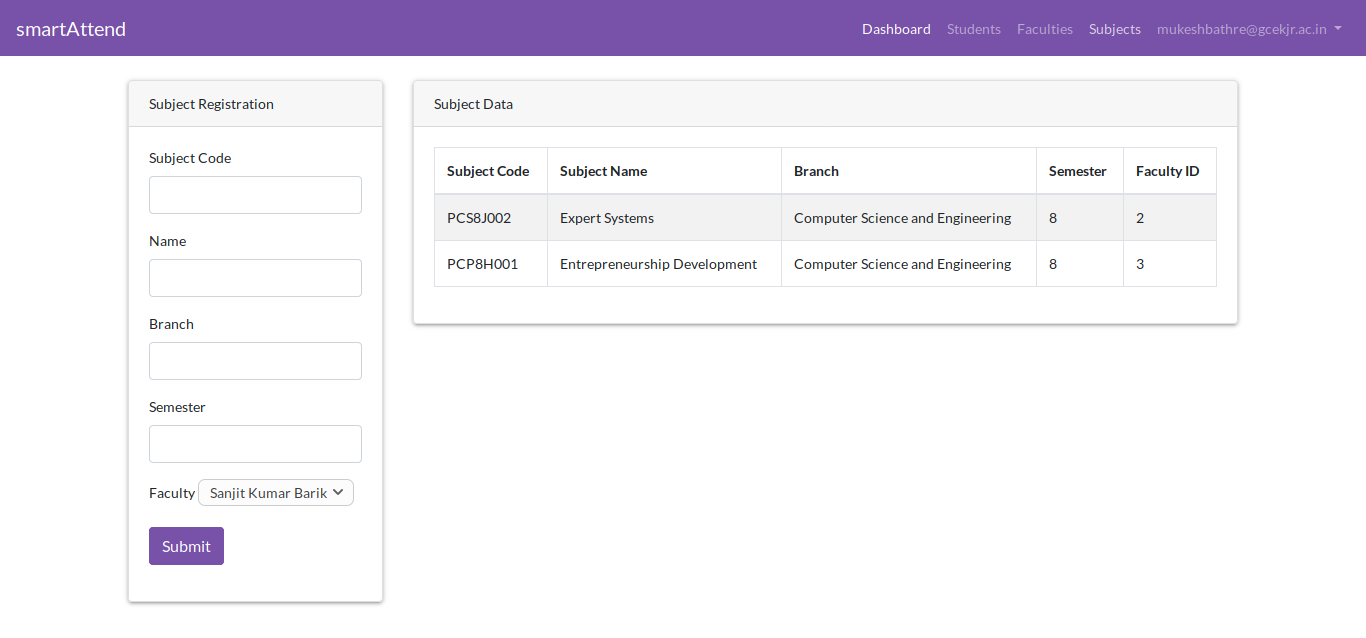 smartAttend Dashboard Students Faculties Subjects mukeshbathre@gcekjr.ac.in
Subject Registration
Subject Code
Name
Branch
Semester
Faculty Sanjit Kumar Barik
Submit
Subject Data
Subject Code Subject Name Branch Semester Faculty ID
PCS8J002 Expert Systems Computer Science and Engineering 8 2
PCP8H001 Entrepreneurship Development Computer Science and Engineering 8 3